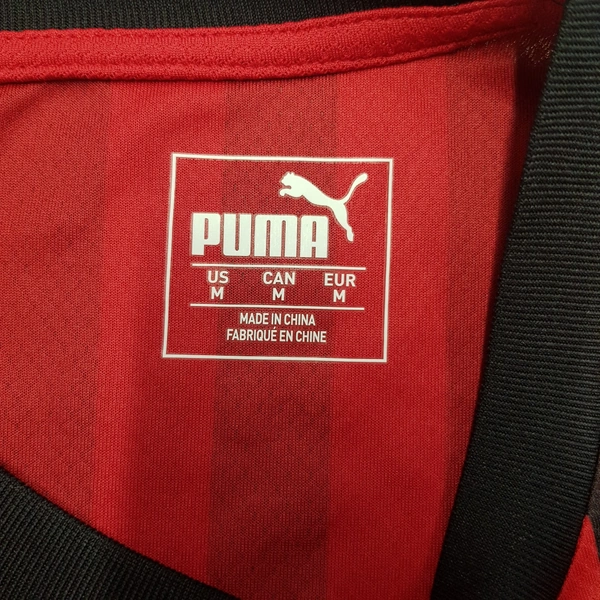 PUMA
US CAN EUR
M M M
MADE IN CHINA
FABRIQUÉ EN CHINE